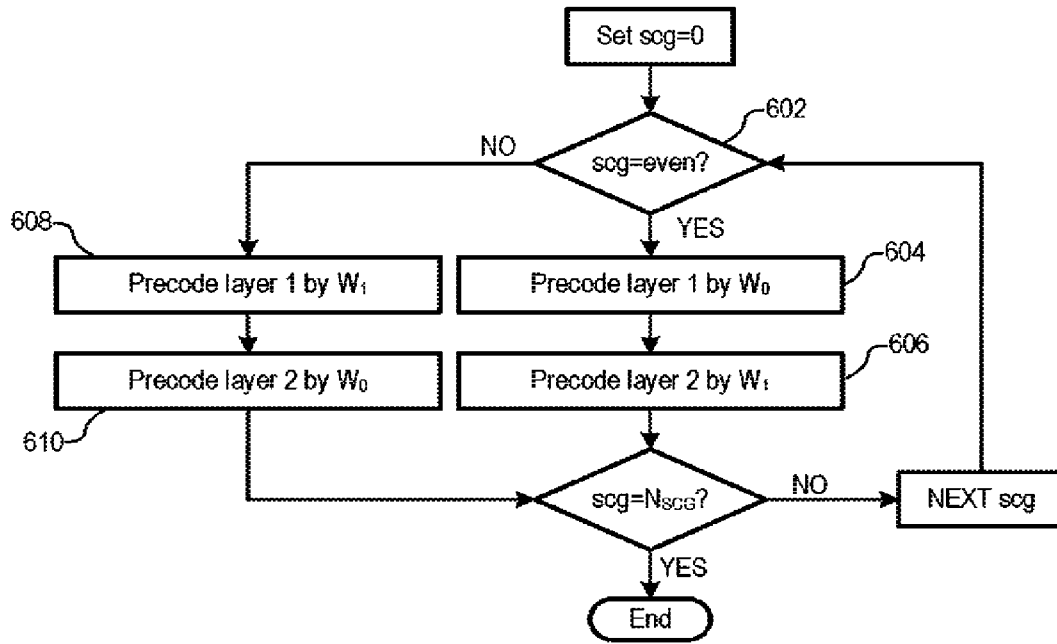 Set scg=0
602
NO
scg=even?
YES
608
604
Precode layer 1 by W₁
Precode layer 1 by W₀
606
Precode layer 2 by W₀
Precode layer 2 by W₁
610
scg=N_SCG?
NO
NEXT scg
YES
End